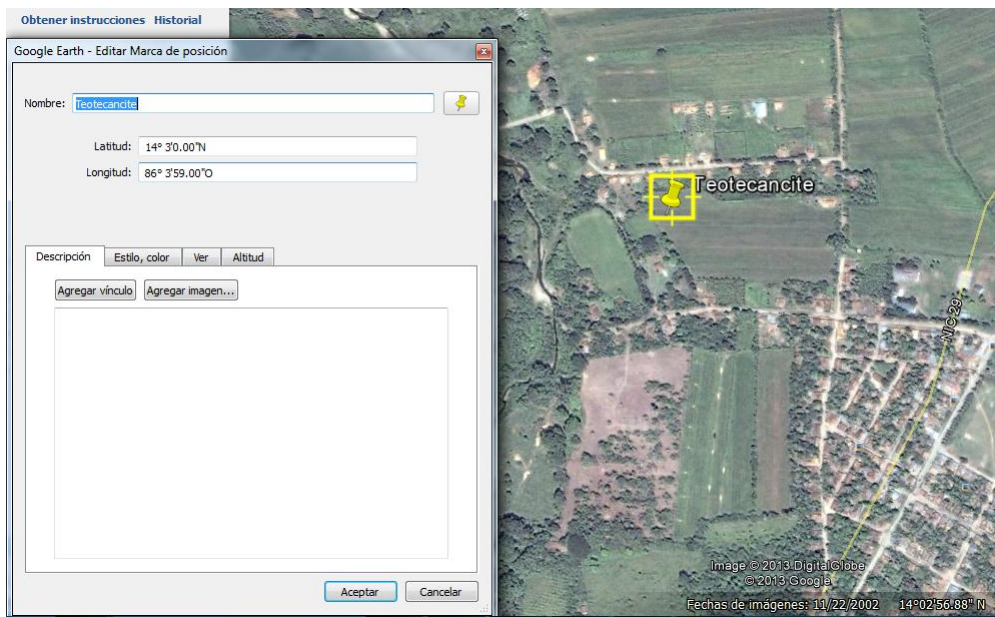 Obtener instrucciones Historial
Google Earth - Editar Marca de posición
Nombre: Teotecancite
Latitud: 14° 3'0.00"N
Longitud: 86° 3'59.00"O
Descripción Estilo, color Ver Altitud
Agregar vínculo Agregar imagen...
Aceptar Cancelar
Teotecancite
NIC 29
Image © 2013 DigitalGlobe
© 2013 Google
Fechas de imágenes: 11/22/2002 14°02'56.88" N